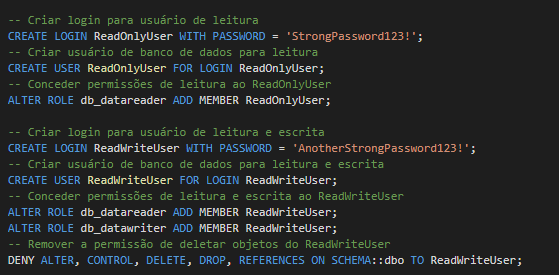 -- Criar login para usuário de leitura
CREATE LOGIN ReadOnlyUser WITH PASSWORD = 'StrongPassword123!';
-- Criar usuário de banco de dados para leitura
CREATE USER ReadOnlyUser FOR LOGIN ReadOnlyUser;
-- Conceder permissões de leitura ao ReadOnlyUser
ALTER ROLE db_datareader ADD MEMBER ReadOnlyUser;

-- Criar login para usuário de leitura e escrita
CREATE LOGIN ReadWriteUser WITH PASSWORD = 'AnotherStrongPassword123!';
-- Criar usuário de banco de dados para leitura e escrita
CREATE USER ReadWriteUser FOR LOGIN ReadWriteUser;
-- Conceder permissões de leitura e escrita ao ReadWriteUser
ALTER ROLE db_datareader ADD MEMBER ReadWriteUser;
ALTER ROLE db_datawriter ADD MEMBER ReadWriteUser;
-- Remover a permissão de deletar objetos do ReadWriteUser
DENY ALTER, CONTROL, DELETE, DROP, REFERENCES ON SCHEMA::dbo TO ReadWriteUser;